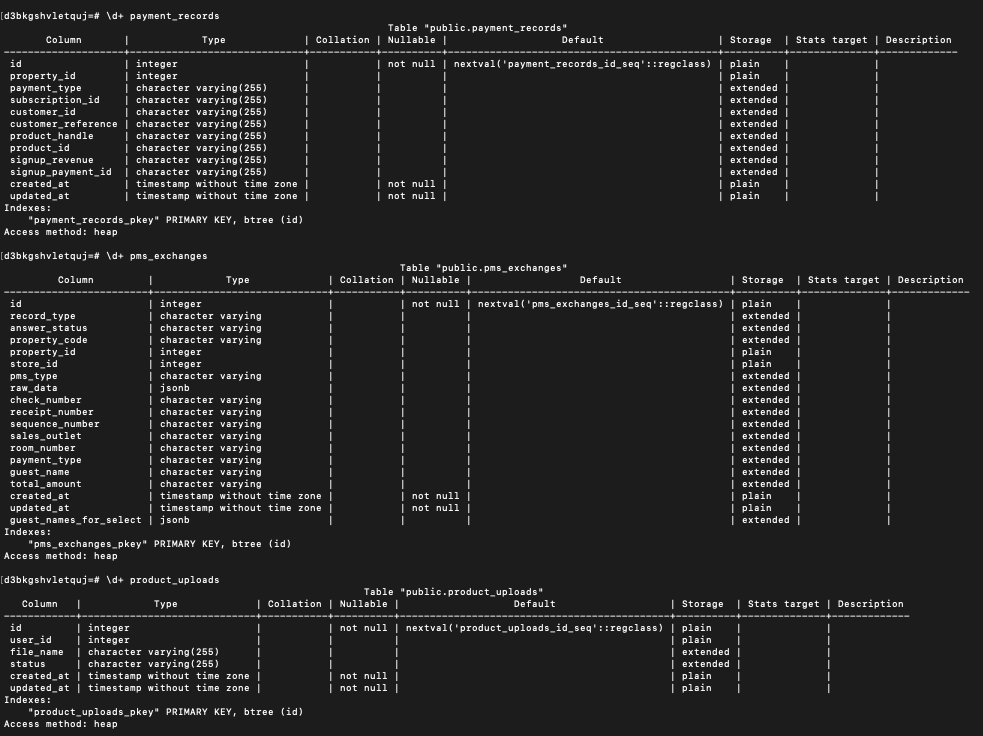 [d3bkgshvletquj=# \d+ payment_records
Table "public.payment_records"
Column | Type | Collation | Nullable | Default | Storage | Stats target | Description
id | integer | | not null | nextval('payment_records_id_seq'::regclass) | plain | |
property_id | integer | | | | plain | |
payment_type | character varying(255) | | | | extended | |
subscription_id | character varying(255) | | | | extended | |
customer_id | character varying(255) | | | | extended | |
customer_reference | character varying(255) | | | | extended | |
product_handle | character varying(255) | | | | extended | |
product_id | character varying(255) | | | | extended | |
signup_revenue | character varying(255) | | | | extended | |
signup_payment_id | character varying(255) | | | | extended | |
created_at | timestamp without time zone | | not null | | plain | |
updated_at | timestamp without time zone | | not null | | plain | |
Indexes:
"payment_records_pkey" PRIMARY KEY, btree (id)
Access method: heap
[d3bkgshvletquj=# \d+ pms_exchanges
Table "public.pms_exchanges"
Column | Type | Collation | Nullable | Default | Storage | Stats target | Description
id | integer | | not null | nextval('pms_exchanges_id_seq'::regclass) | plain | |
record_type | character varying | | | | extended | |
answer_status | character varying | | | | extended | |
property_code | character varying | | | | extended | |
property_id | integer | | | | plain | |
store_id | integer | | | | plain | |
pms_type | character varying | | | | extended | |
raw_data | jsonb | | | | extended | |
check_number | character varying | | | | extended | |
receipt_number | character varying | | | | extended | |
sequence_number | character varying | | | | extended | |
sales_outlet | character varying | | | | extended | |
room_number | character varying | | | | extended | |
payment_type | character varying | | | | extended | |
guest_name | character varying | | | | extended | |
total_amount | character varying | | | | extended | |
created_at | timestamp without time zone | | not null | | plain | |
updated_at | timestamp without time zone | | not null | | plain | |
guest_names_for_select | jsonb | | | | extended | |
Indexes:
"pms_exchanges_pkey" PRIMARY KEY, btree (id)
Access method: heap
[d3bkgshvletquj=# \d+ product_uploads
Table "public.product_uploads"
Column | Type | Collation | Nullable | Default | Storage | Stats target | Description
id | integer | | not null | nextval('product_uploads_id_seq'::regclass) | plain | |
user_id | integer | | | | plain | |
file_name | character varying(255) | | | | extended | |
status | character varying(255) | | | | extended | |
created_at | timestamp without time zone | | not null | | plain | |
updated_at | timestamp without time zone | | not null | | plain | |
Indexes:
"product_uploads_pkey" PRIMARY KEY, btree (id)
Access method: heap